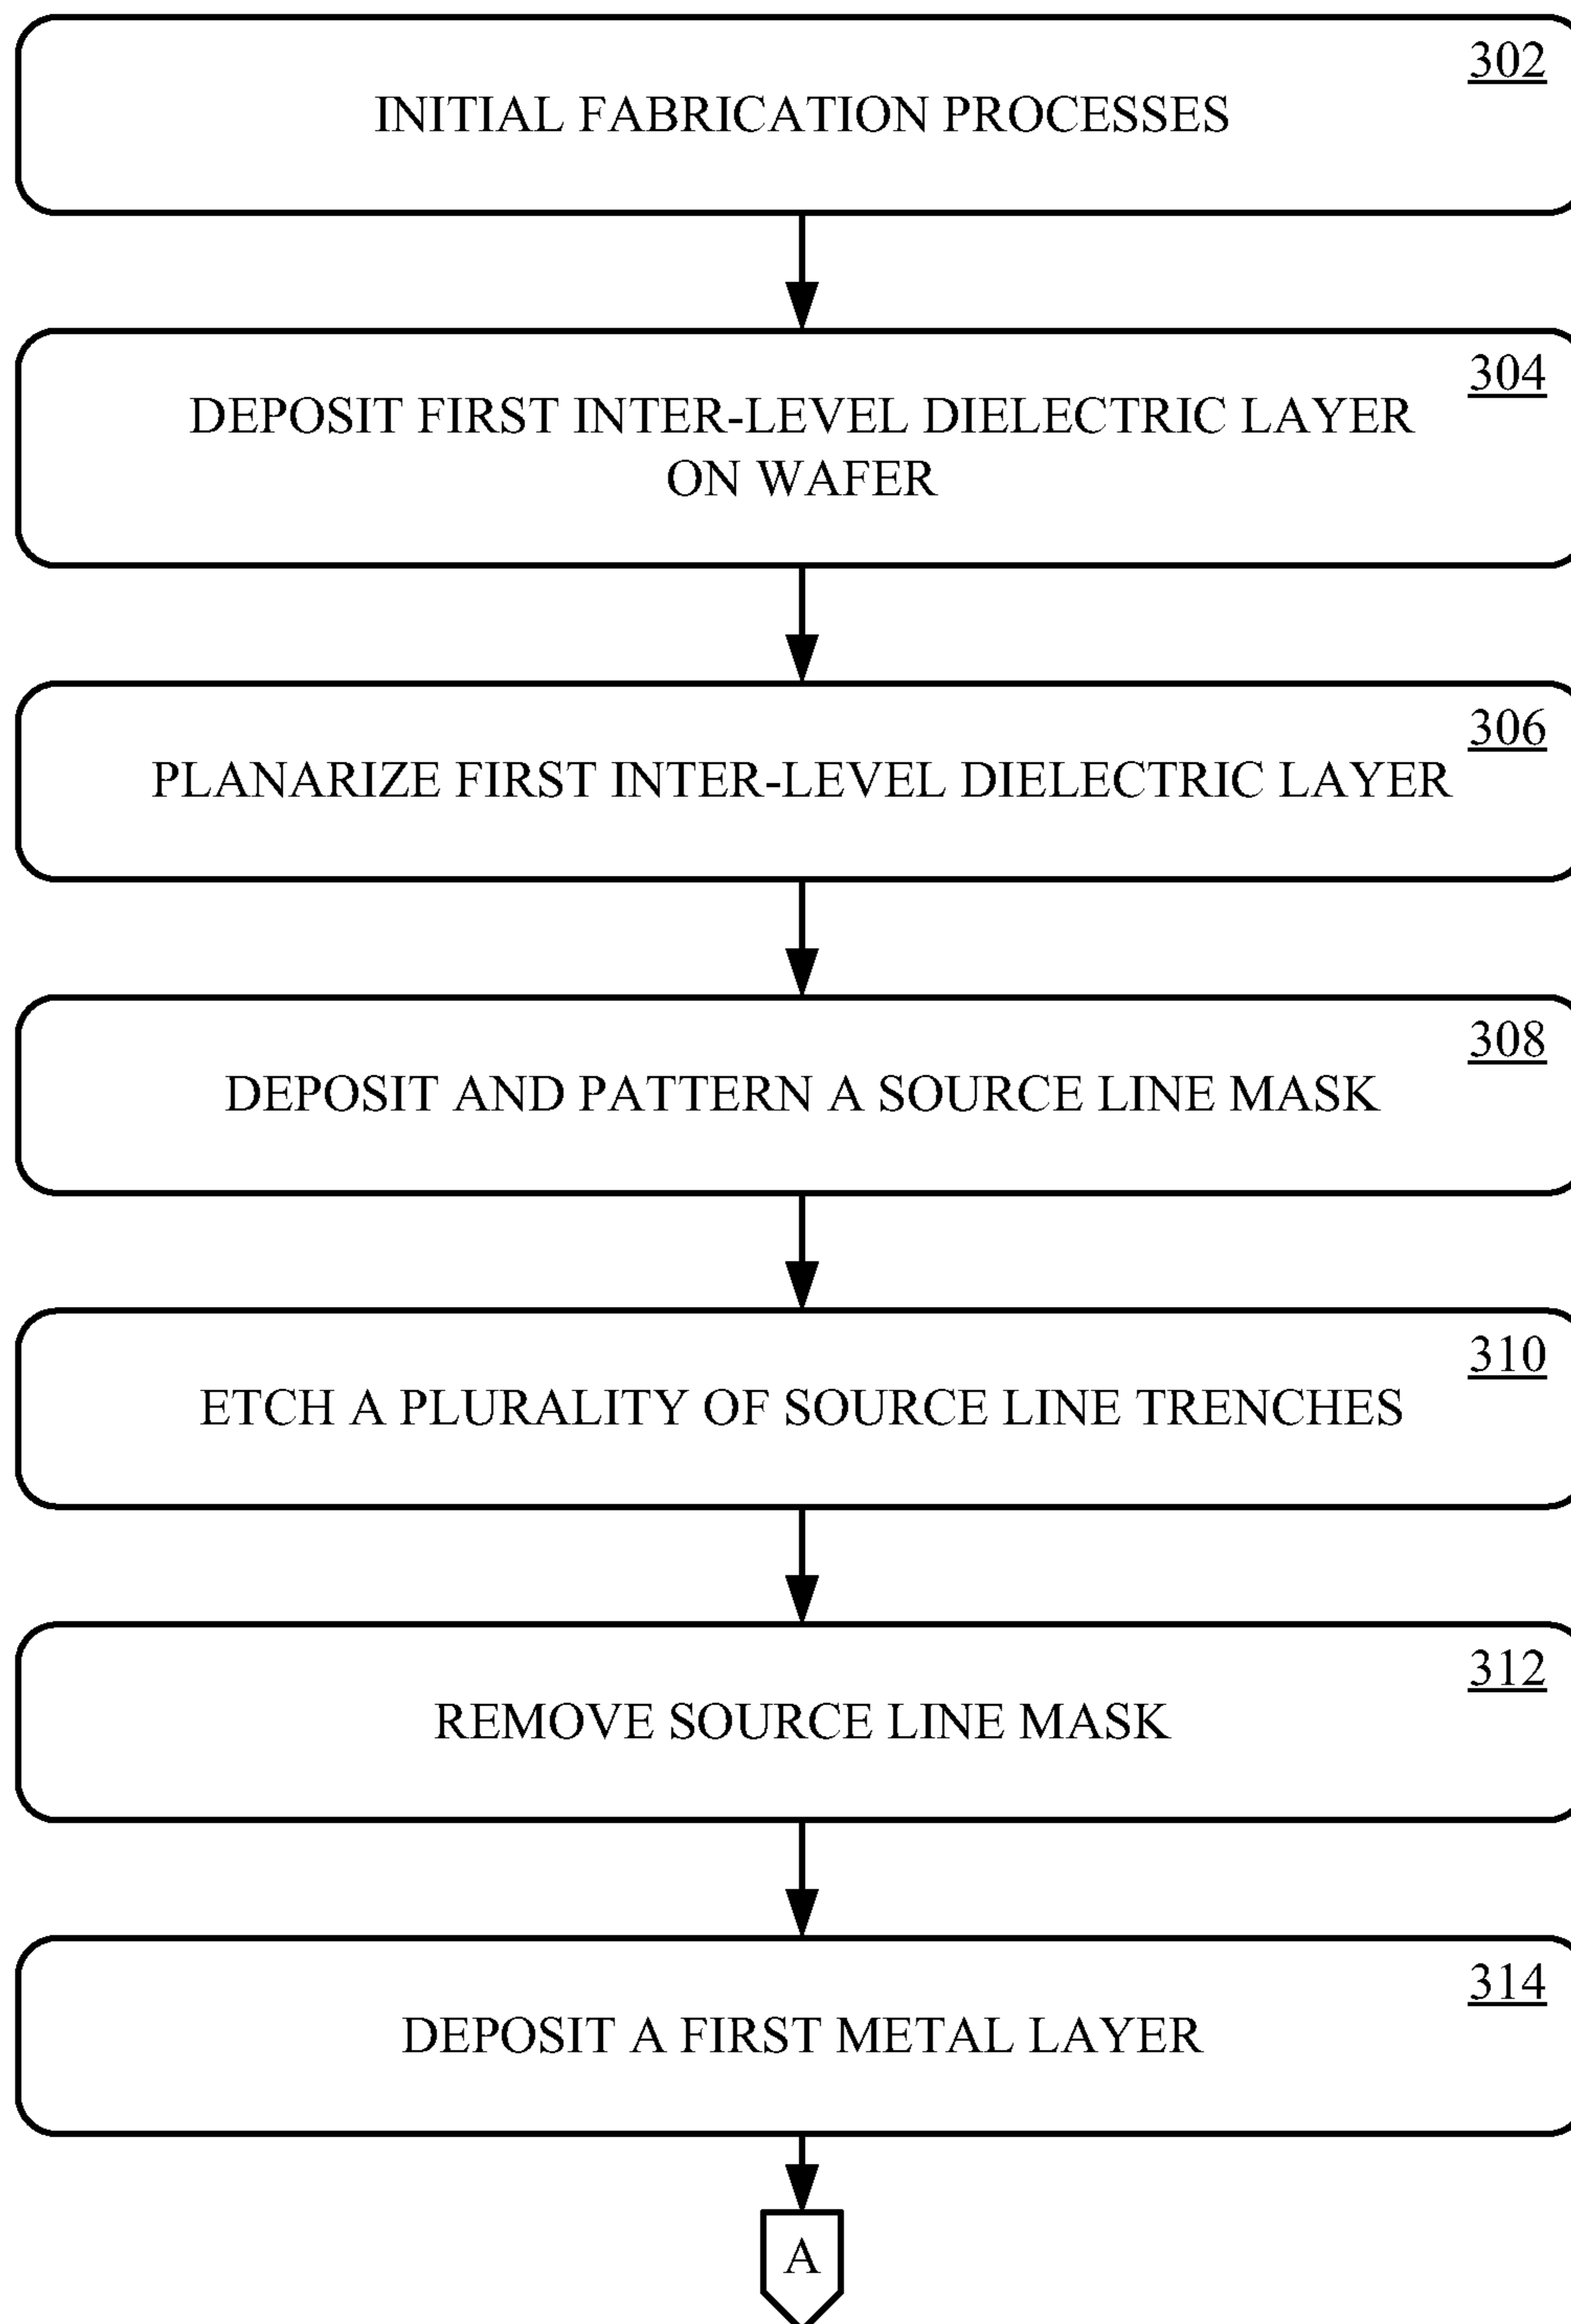 302
INITIAL FABRICATION PROCESSES
304
DEPOSIT FIRST INTER-LEVEL DIELECTRIC LAYER
ON WAFER
306
PLANARIZE FIRST INTER-LEVEL DIELECTRIC LAYER
308
DEPOSIT AND PATTERN A SOURCE LINE MASK
310
ETCH A PLURALITY OF SOURCE LINE TRENCHES
312
REMOVE SOURCE LINE MASK
314
DEPOSIT A FIRST METAL LAYER
A